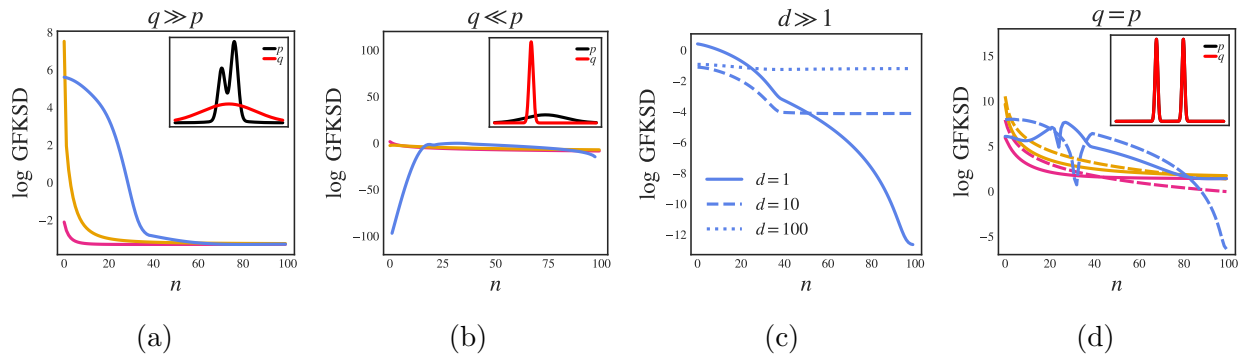 q ≫ p
log GFKSD
8
6
4
2
0
−2
0 20 40 60 80 100
n
p
q
(a)
q ≪ p
log GFKSD
100
50
0
−50
−100
0 25 50 75 100
n
p
q
(b)
d ≫ 1
log GFKSD
0
−2
−4
−6
−8
−10
−12
0 20 40 60 80 100
n
d = 1
d = 10
d = 100
(c)
q = p
log GFKSD
15
10
5
0
−5
0 20 40 60 80 100
n
p
q
(d)